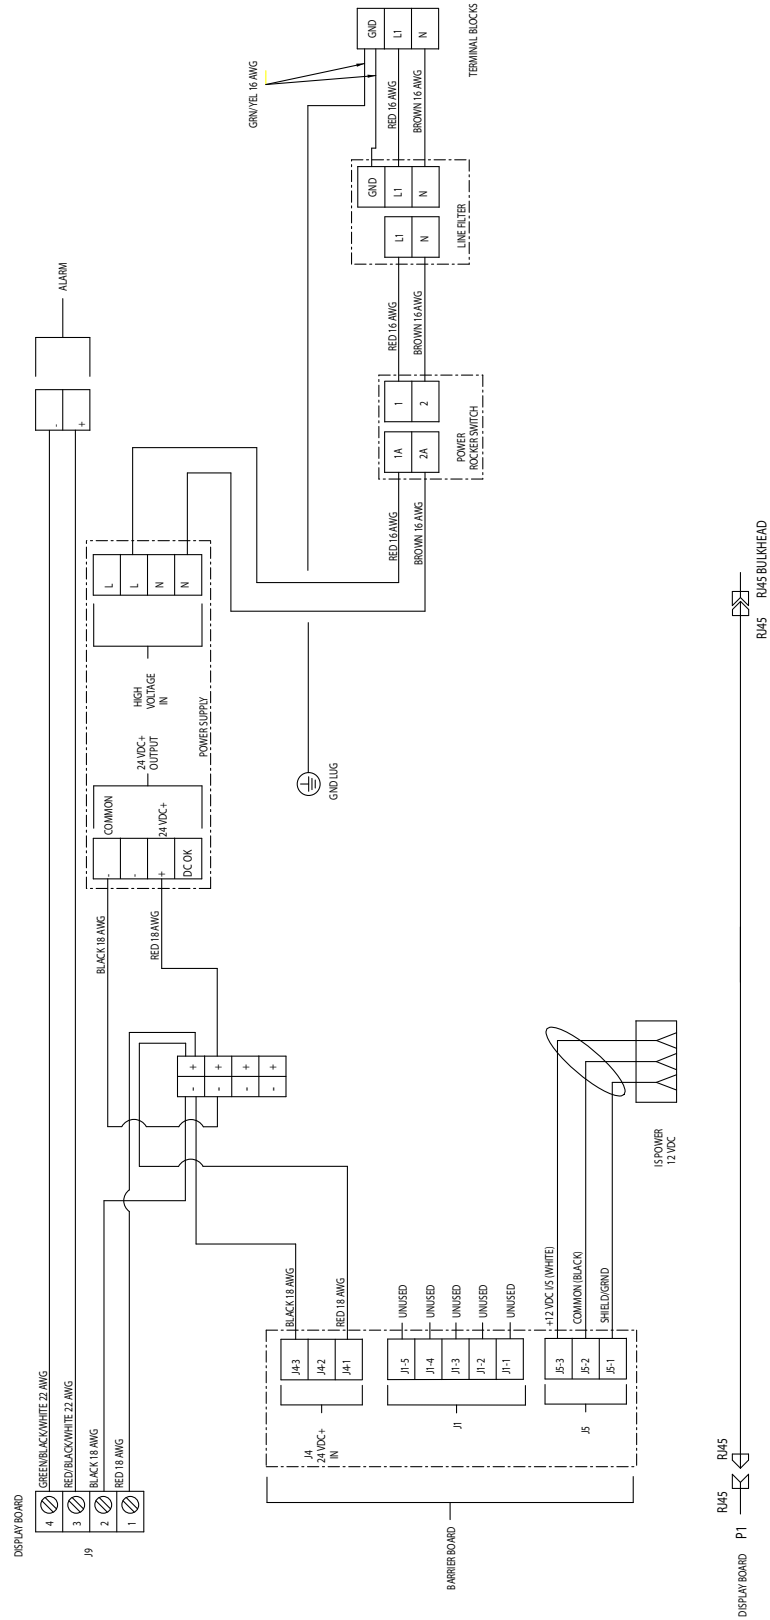 DISPLAY BOARD
J9
4
3
2
1
GREEN/BLACK/WHITE 22 AWG
RED/BLACK/WHITE 22 AWG
BLACK 18 AWG
RED 18 AWG
-
+
ALARM
BARRIER BOARD
J4
24 VDC+
IN
J4-3
J4-2
J4-1
BLACK 18 AWG
RED 18 AWG
J1
J1-5
J1-4
J1-3
J1-2
J1-1
UNUSED
UNUSED
UNUSED
UNUSED
UNUSED
J5
J5-3
J5-2
J5-1
+12 VDC I/S (WHITE)
COMMON (BLACK)
SHIELD/GRND
IS POWER
12 VDC
- +
- +
- +
- +
BLACK 18 AWG
RED 18 AWG
-
-
+
DC OK
COMMON
24 VDC+
24 VDC+
OUTPUT
HIGH
VOLTAGE
IN
POWER SUPPLY
L
L
N
N
GND LUG
RED 16 AWG
BROWN 16 AWG
1A
2A
1
2
POWER
ROCKER SWITCH
RED 16 AWG
BROWN 16 AWG
L1
N
GND
L1
N
LINE FILTER
GRN/YEL 16 AWG
RED 16 AWG
BROWN 16 AWG
GND
L1
N
TERMINAL BLOCKS
DISPLAY BOARD P1
RJ45
RJ45
RJ45
RJ45 BULKHEAD